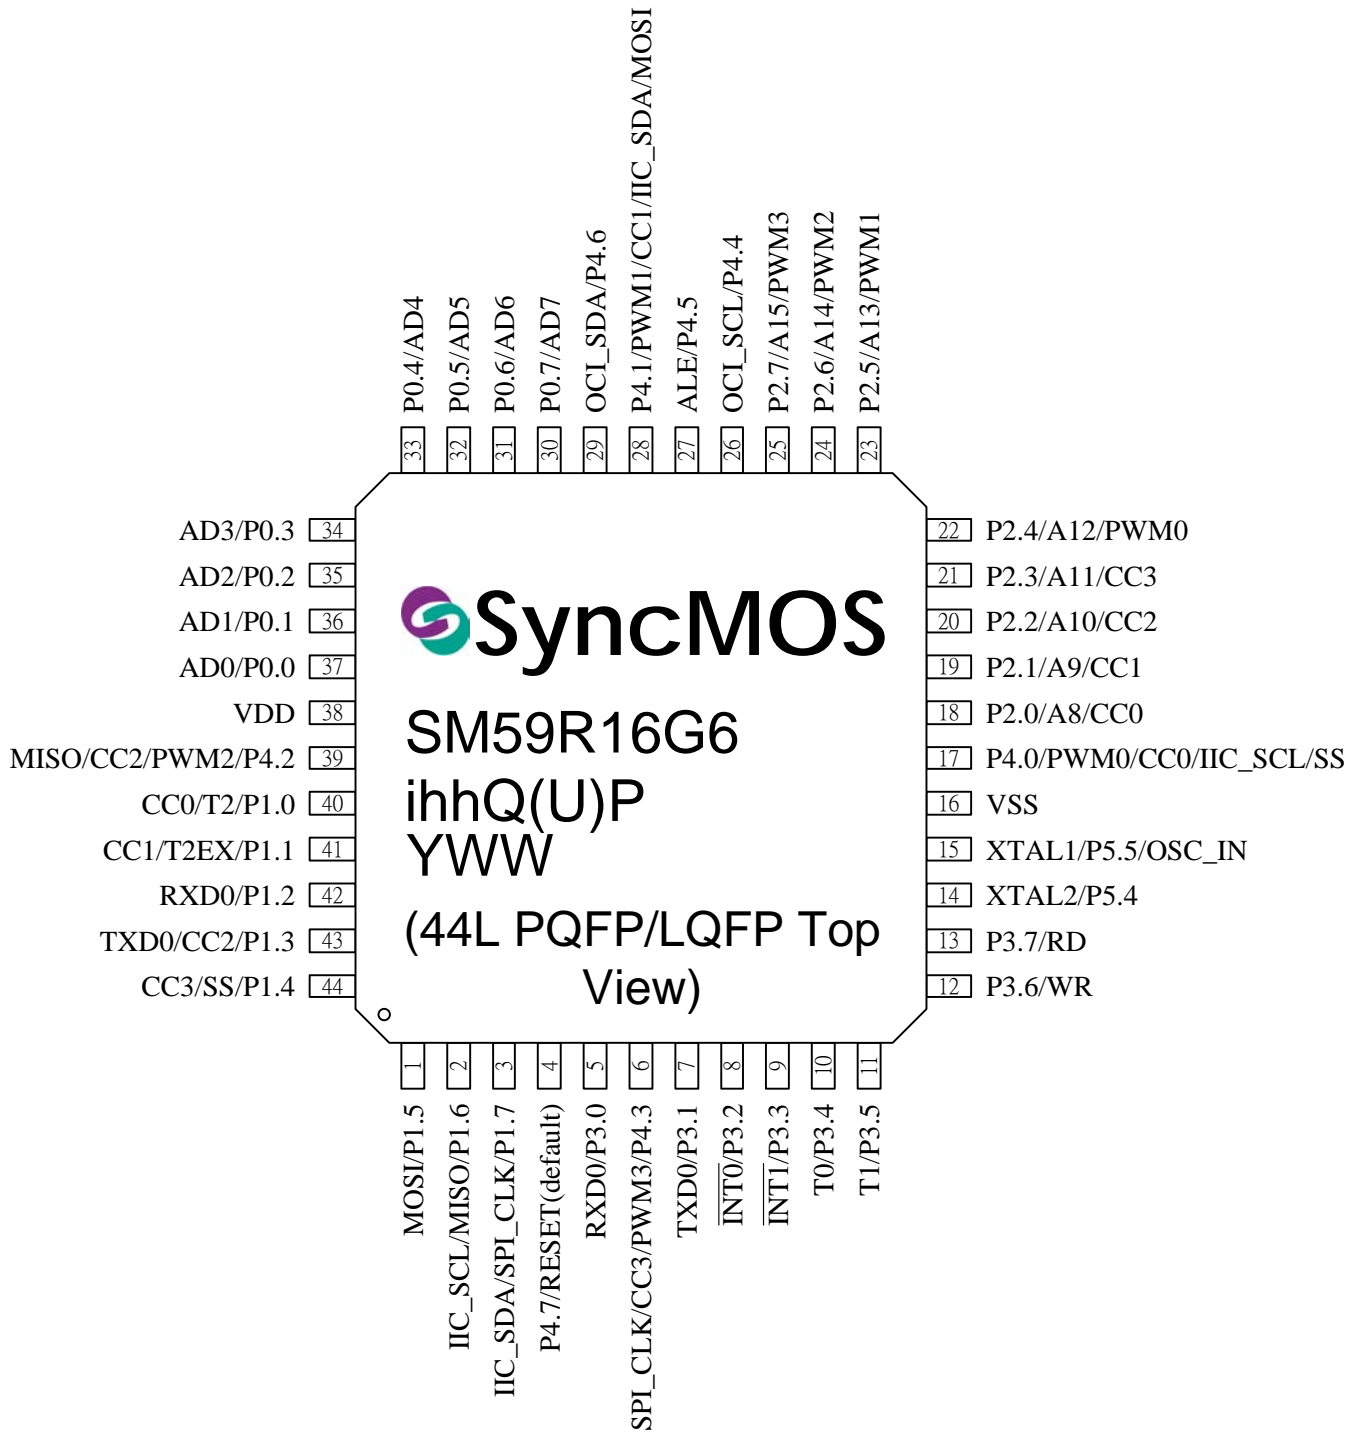 P0.4/AD4
P0.5/AD5
P0.6/AD6
P0.7/AD7
OCI_SDA/P4.6
P4.1/PWM1/CC1/IIC_SDA/MOSI
ALE/P4.5
OCI_SCL/P4.4
P2.7/A15/PWM3
P2.6/A14/PWM2
P2.5/A13/PWM1
33 32 31 30 29 28 27 26 25 24 23
AD3/P0.3 34
AD2/P0.2 35
AD1/P0.1 36
AD0/P0.0 37
VDD 38
MISO/CC2/PWM2/P4.2 39
CC0/T2/P1.0 40
CC1/T2EX/P1.1 41
RXD0/P1.2 42
TXD0/CC2/P1.3 43
CC3/SS/P1.4 44
SyncMOS
SM59R16G6
ihhQ(U)P
YWW
(44L PQFP/LQFP Top
View)
22 P2.4/A12/PWM0
21 P2.3/A11/CC3
20 P2.2/A10/CC2
19 P2.1/A9/CC1
18 P2.0/A8/CC0
17 P4.0/PWM0/CC0/IIC_SCL/SS
16 VSS
15 XTAL1/P5.5/OSC_IN
14 XTAL2/P5.4
13 P3.7/RD
12 P3.6/WR
1 2 3 4 5 6 7 8 9 10 11
MOSI/P1.5
IIC_SCL/MISO/P1.6
IIC_SDA/SPI_CLK/P1.7
P4.7/RESET(default)
RXD0/P3.0
SPI_CLK/CC3/PWM3/P4.3
TXD0/P3.1
INT0/P3.2
INT1/P3.3
T0/P3.4
T1/P3.5